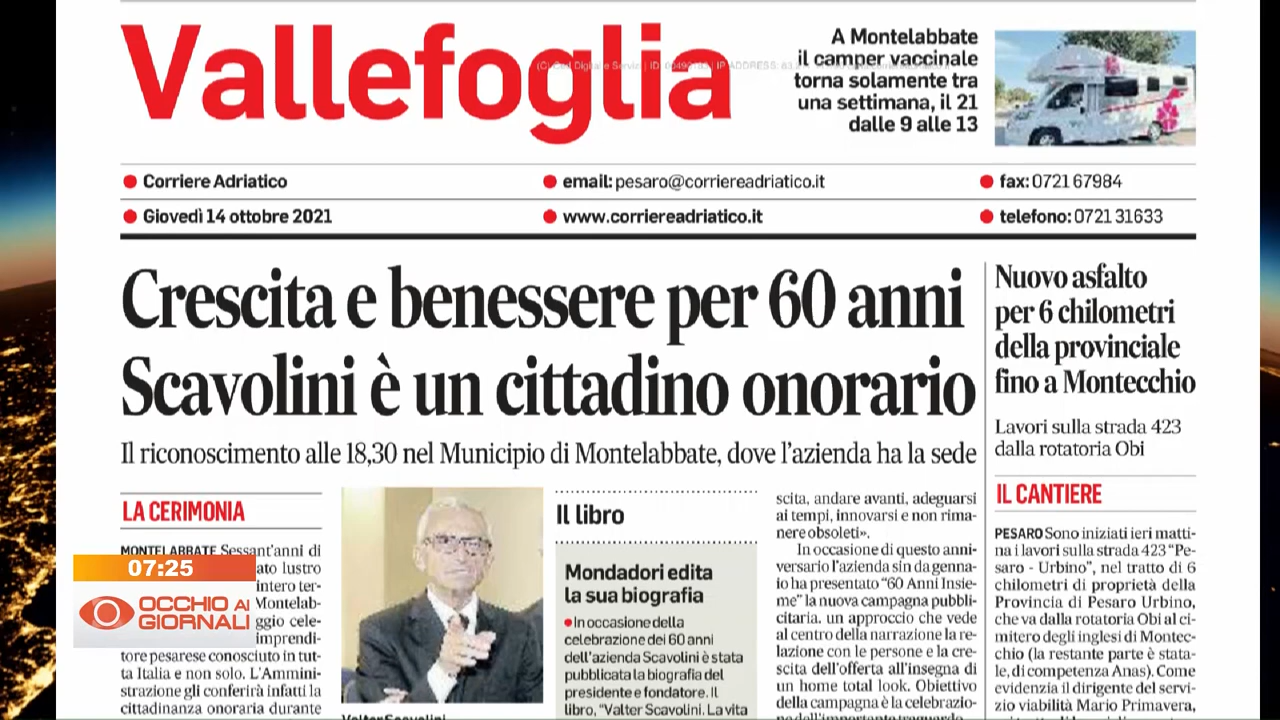 Vallefoglia
A Montelabbate
il camper vaccinale
torna solamente tra
una settimana, il 21
dalle 9 alle 13
Corriere Adriatico
email: pesaro@corriereadriatico.it
fax: 0721 67984
Giovedì 14 ottobre 2021
www.corriereadriatico.it
telefono: 0721 31633
Crescita e benessere per 60 anni
Scavolini è un cittadino onorario
Il riconoscimento alle 18,30 nel Municipio di Montelabbate, dove l'azienda ha la sede
LA CERIMONIA
MONTELABBATE Sessant'anni di
ato lustro
intero ter-
Montelab-
ggio cele-
imprendi-
tore pesarese conosciuto in tut-
ta Italia e non solo. L'Ammini-
strazione gli conferirà infatti la
cittadinanza onoraria durante
07:25
OCCHIO AI
GIORNALI
Valter Scavolini
Il libro
Mondadori edita
la sua biografia
In occasione della
celebrazione dei 60 anni
dell'azienda Scavolini è stata
pubblicata la biografia del
presidente e fondatore. Il
libro, "Valter Scavolini. La vita
scita, andare avanti, adeguarsi
ai tempi, innovarsi e non rima-
nere obsoleti».
In occasione di questo anni-
versario l'azienda sin da genna-
io ha presentato "60 Anni Insie-
me" la nuova campagna pubbli-
citaria, un approccio che vede
al centro della narrazione la re-
lazione con le persone e la cre-
scita dell'offerta all'insegna di
un home total look. Obiettivo
della campagna è la celebrazio-
Nuovo asfalto
per 6 chilometri
della provinciale
fino a Montecchio
Lavori sulla strada 423
dalla rotatoria Obi
IL CANTIERE
PESARO Sono iniziati ieri matti-
na i lavori sulla strada 423 "Pe-
saro - Urbino", nel tratto di 6
chilometri di proprietà della
Provincia di Pesaro Urbino,
che va dalla rotatoria Obi al ci-
mitero degli inglesi di Montec-
chio (la restante parte è stata-
le, di competenza Anas). Come
evidenzia il dirigente del servi-
zio viabilità Mario Primavera,